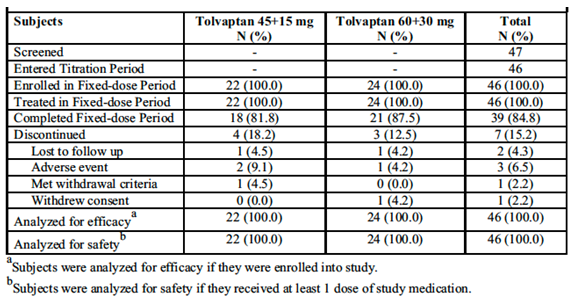 Subjects Tolvaptan 45+15 mg Tolvaptan 60+30 mg Total
N (%) N (%) N (%)
Screened - - 47
Entered Titration Period - - 46
Enrolled in Fixed-dose Period 22 (100.0) 24 (100.0) 46 (100.0)
Treated in Fixed-dose Period 22 (100.0) 24 (100.0) 46 (100.0)
Completed Fixed-dose Period 18 (81.8) 21 (87.5) 39 (84.8)
Discontinued 4 (18.2) 3 (12.5) 7 (15.2)
Lost to follow up 1 (4.5) 1 (4.2) 2 (4.3)
Adverse event 2 (9.1) 1 (4.2) 3 (6.5)
Met withdrawal criteria 1 (4.5) 0 (0.0) 1 (2.2)
Withdrew consent 0 (0.0) 1 (4.2) 1 (2.2)
Analyzed for efficacy^a 22 (100.0) 24 (100.0) 46 (100.0)
Analyzed for safety^b 22 (100.0) 24 (100.0) 46 (100.0)
^aSubjects were analyzed for efficacy if they were enrolled into study.
^bSubjects were analyzed for safety if they received at least 1 dose of study medication.